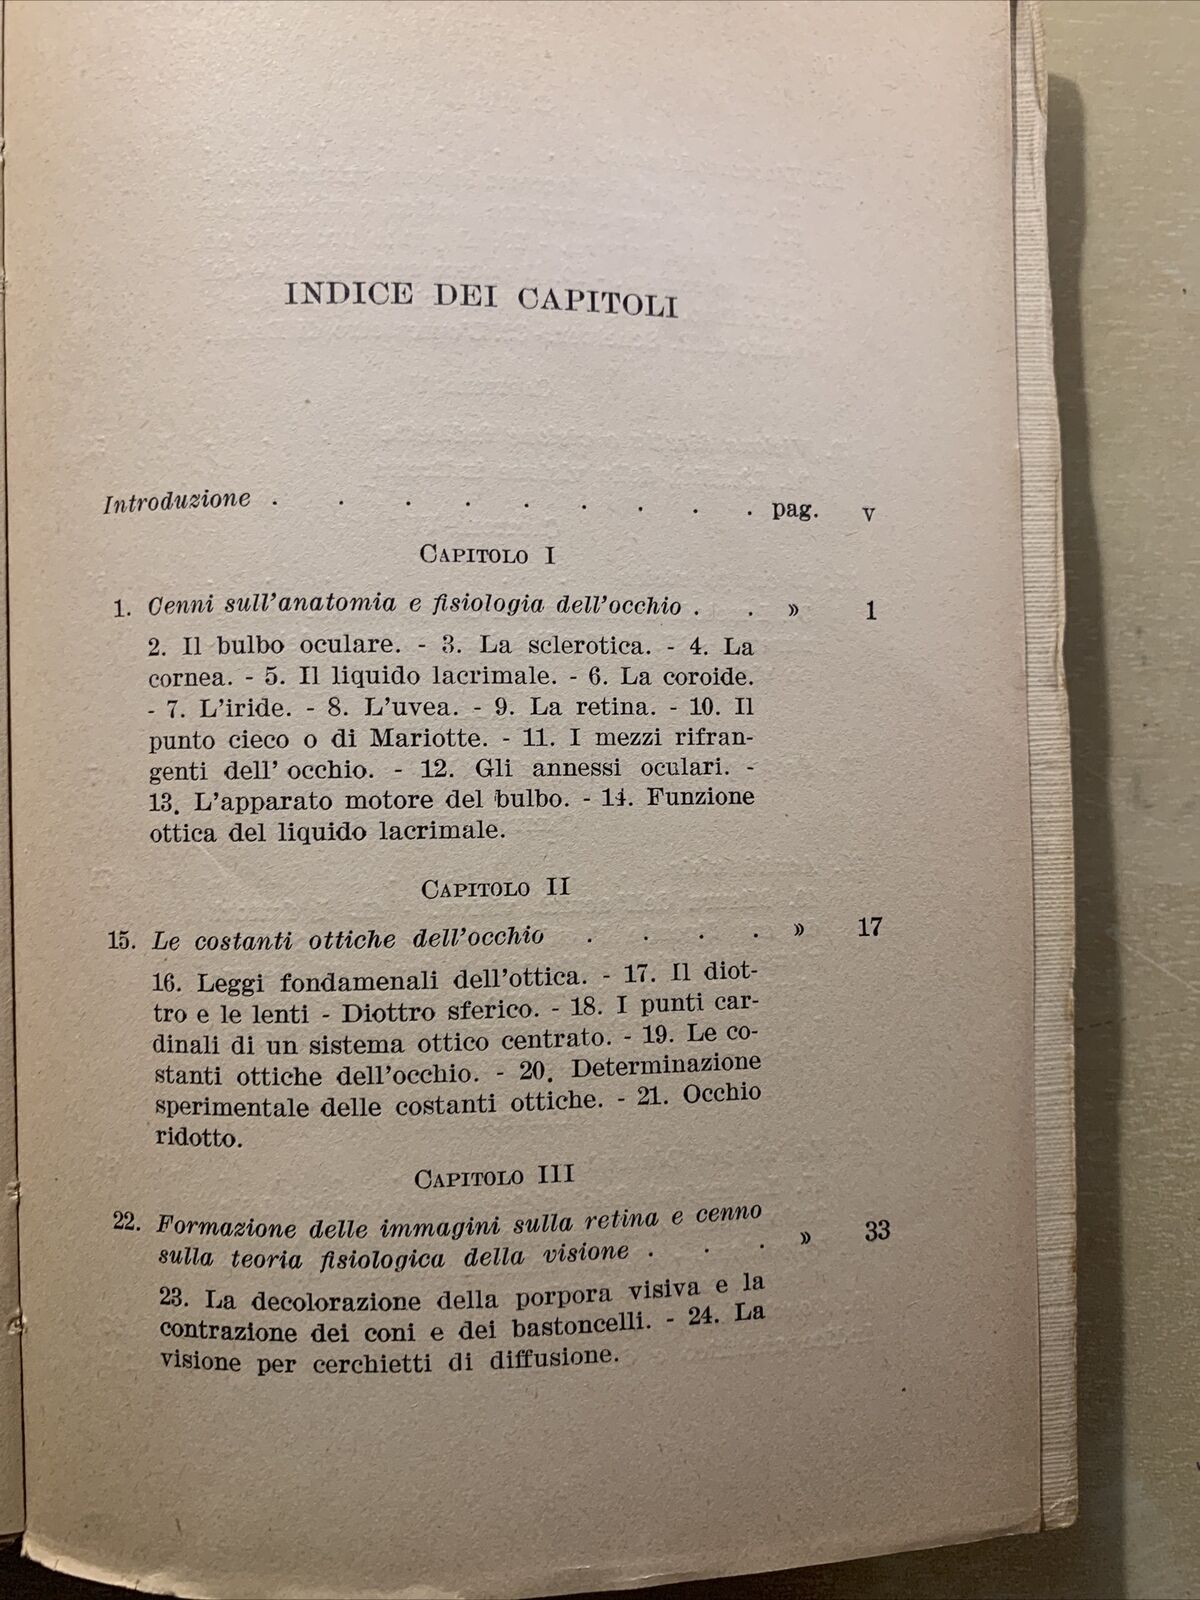 INDICE DEI CAPITOLI
Introduzione . . . . . . . . . pag. v
CAPITOLO I
1. Cenni sull'anatomia e fisiologia dell'occhio . . » 1
2. Il bulbo oculare. - 3. La sclerotica. - 4. La
cornea. - 5. Il liquido lacrimale. - 6. La coroide.
- 7. L'iride. - 8. L'uvea. - 9. La retina. - 10. Il
punto cieco o di Mariotte. - 11. I mezzi rifran-
genti dell' occhio. - 12. Gli annessi oculari. -
13. L'apparato motore del bulbo. - 14. Funzione
ottica del liquido lacrimale.
CAPITOLO II
15. Le costanti ottiche dell'occhio . . . . » 17
16. Leggi fondamenali dell'ottica. - 17. Il diot-
tro e le lenti - Diottro sferico. - 18. I punti car-
dinali di un sistema ottico centrato. - 19. Le co-
stanti ottiche dell'occhio. - 20. Determinazione
sperimentale delle costanti ottiche. - 21. Occhio
ridotto.
CAPITOLO III
22. Formazione delle immagini sulla retina e cenno
sulla teoria fisiologica della visione . . . » 33
23. La decolorazione della porpora visiva e la
contrazione dei coni e dei bastoncelli. - 24. La
visione per cerchietti di diffusione.